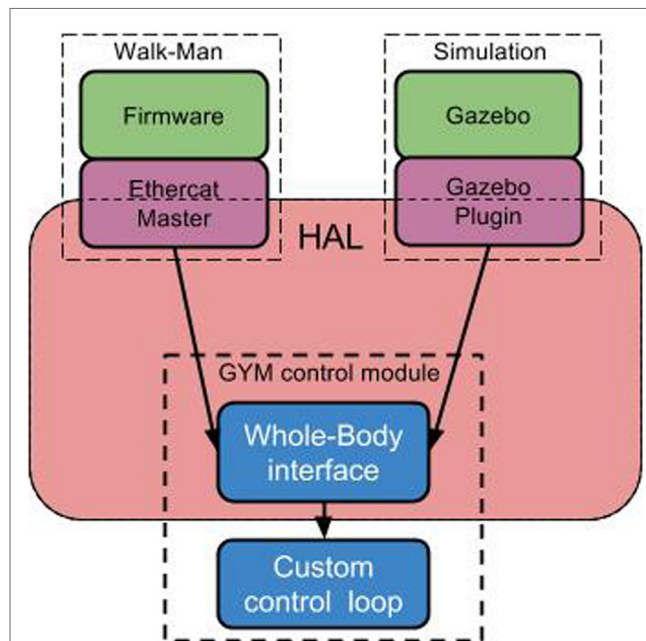 Walk-Man
Simulation
Firmware
Gazebo
Ethercat
Master
Gazebo
Plugin
HAL
GYM control module
Whole-Body
interface
Custom
control loop